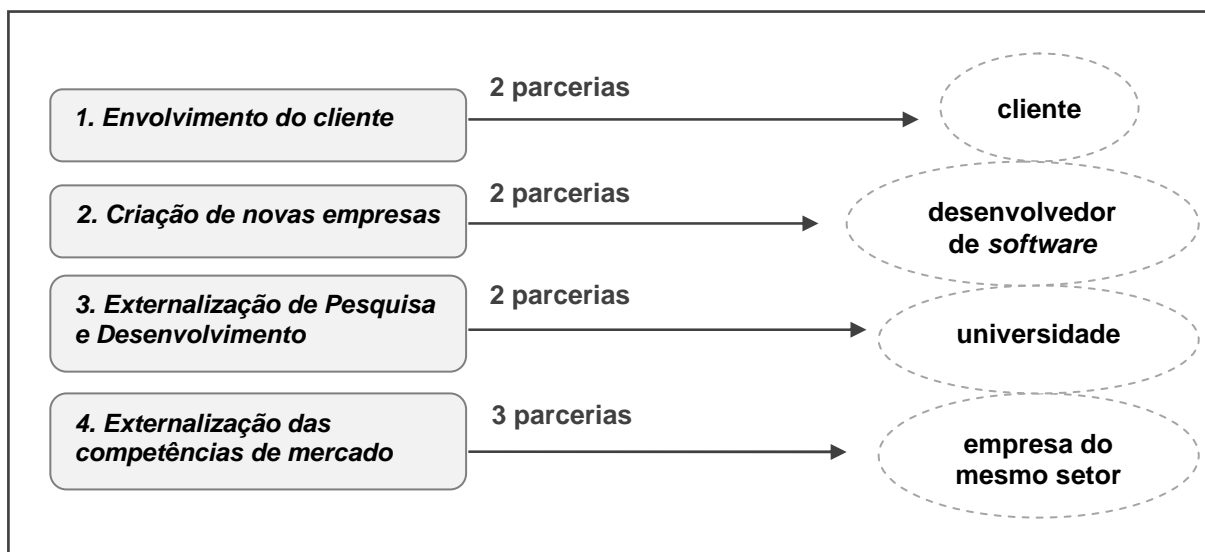 2 parcerias
1. Envolvimento do cliente
cliente
2 parcerias
2. Criação de novas empresas
desenvolvedor
de software
2 parcerias
3. Externalização de Pesquisa
e Desenvolvimento
universidade
3 parcerias
4. Externalização das
competências de mercado
empresa do
mesmo setor